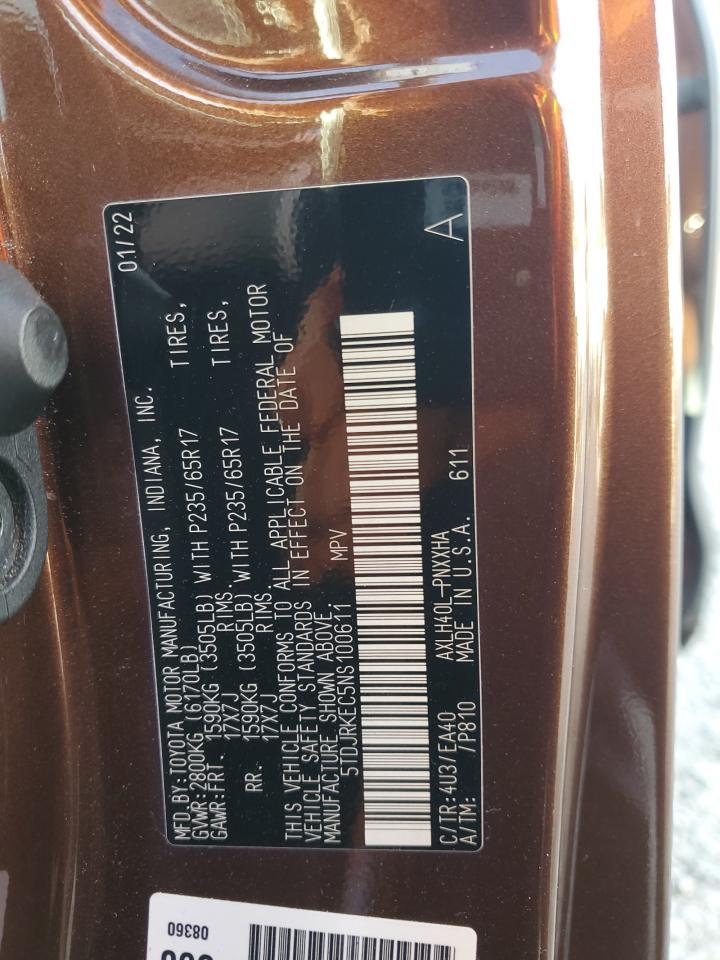 MFD.BY:TOYOTA MOTOR MANUFACTURING, INDIANA, INC. 01/22
GVWR:2800KG (6170LB)
GAWR:FRT. 1590KG (3505LB) WITH P235/65R17 TIRES,
17X7J RIMS.
RR. 1590KG (3505LB) WITH P235/65R17 TIRES,
17X7J RIMS
THIS VEHICLE CONFORMS TO ALL APPLICABLE FEDERAL MOTOR
VEHICLE SAFETY STANDARDS IN EFFECT ON THE DATE OF
MANUFACTURE SHOWN ABOVE.
5TDJRKEC5NS100611 MPV
C/TR:4U3/EA40 AXLH40L-PNXXHA
A/TM: /P810 MADE IN U.S.A. 611
A
08360